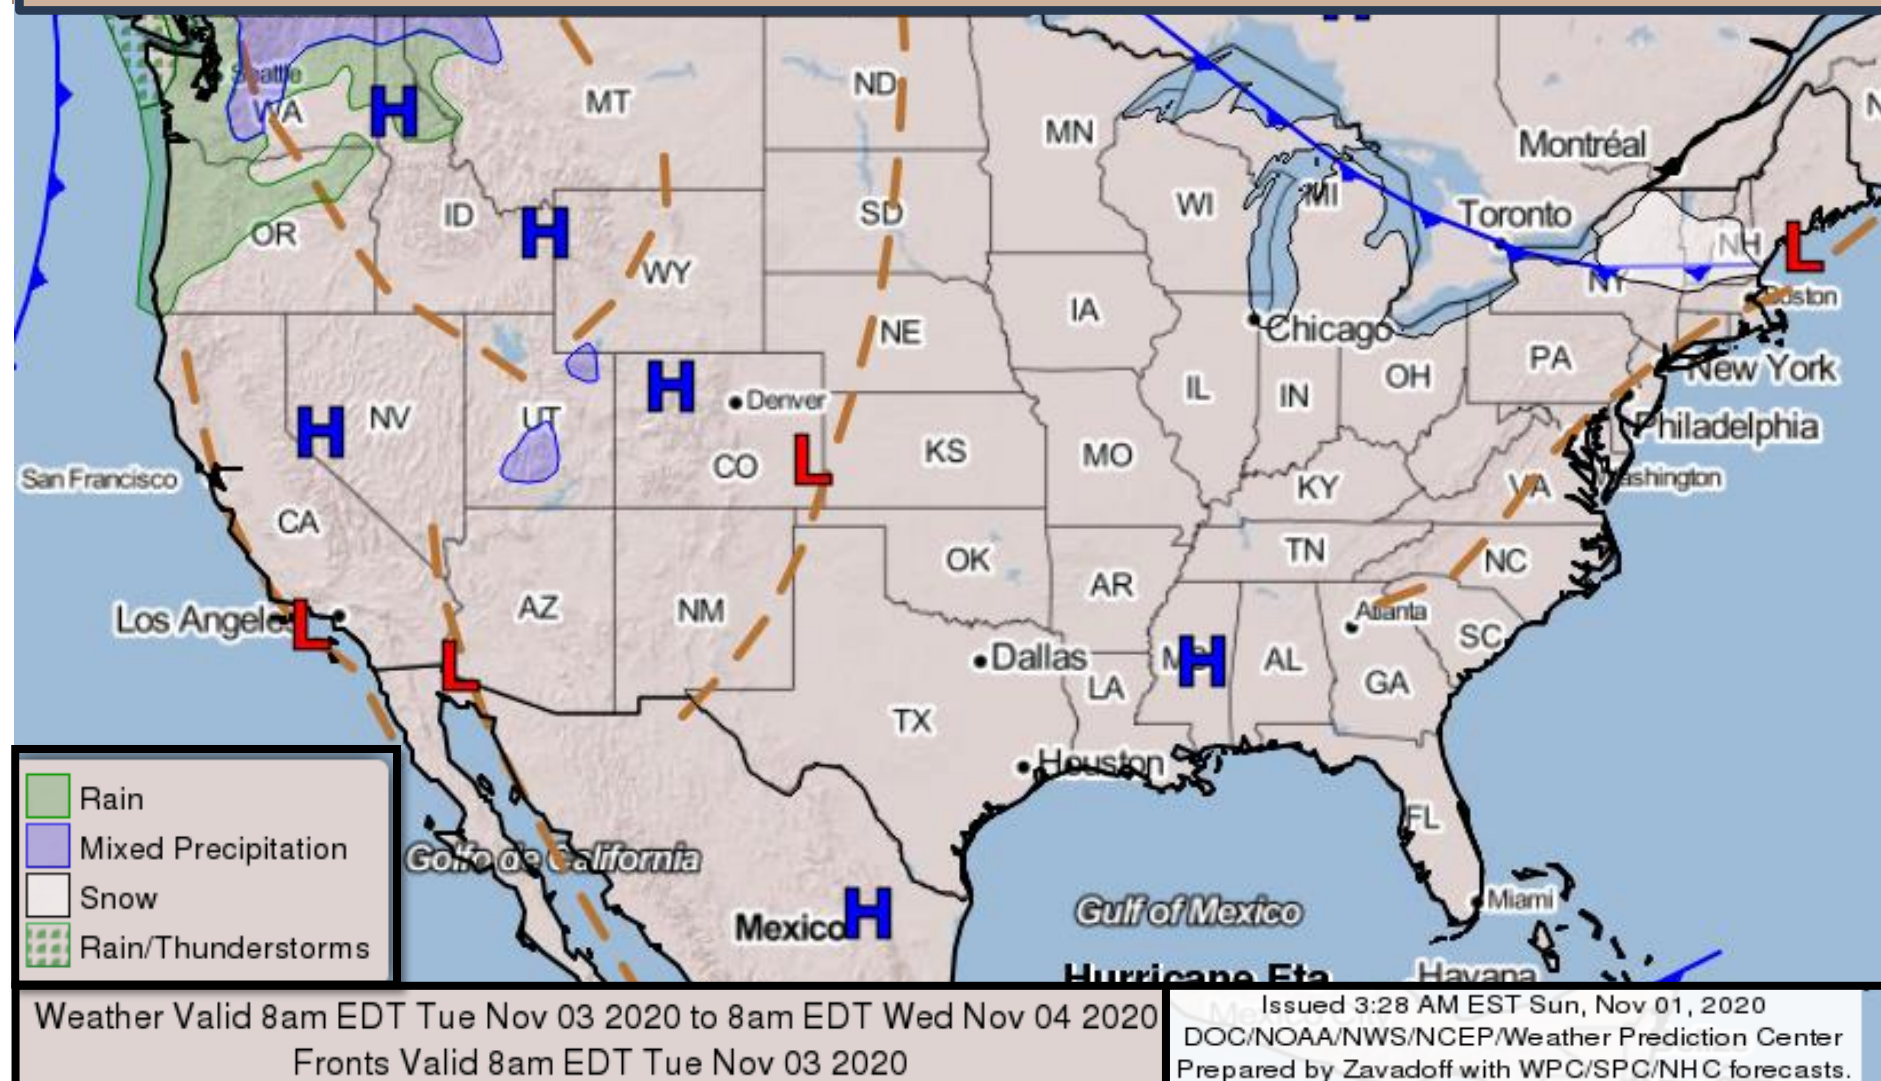 Seattle
WA
H
MT
ND
MN
Montréal
N
OR
ID
H
WY
SD
WI
MI
Toronto
NH
L
NY
Boston
NE
IA
Chicago
PA
New York
H
NV
UT
H
Denver
IL
IN
OH
Philadelphia
San Francisco
CA
CO
L
KS
MO
KY
VA
Washington
OK
AR
TN
NC
Los Angeles
L
AZ
NM
Atlanta
L
Dallas
LA
H
AL
GA
SC
TX
Houston
FL
Rain
Mixed Precipitation
Snow
Rain/Thunderstorms
Golfo de California
Mexico
H
Gulf of Mexico
Miami
Hurricane Eta
Havana
Mexico City
Weather Valid 8am EDT Tue Nov 03 2020 to 8am EDT Wed Nov 04 2020
Fronts Valid 8am EDT Tue Nov 03 2020
Issued 3:28 AM EST Sun, Nov 01, 2020
DOC/NOAA/NWS/NCEP/Weather Prediction Center
Prepared by Zavadoff with WPC/SPC/NHC forecasts.